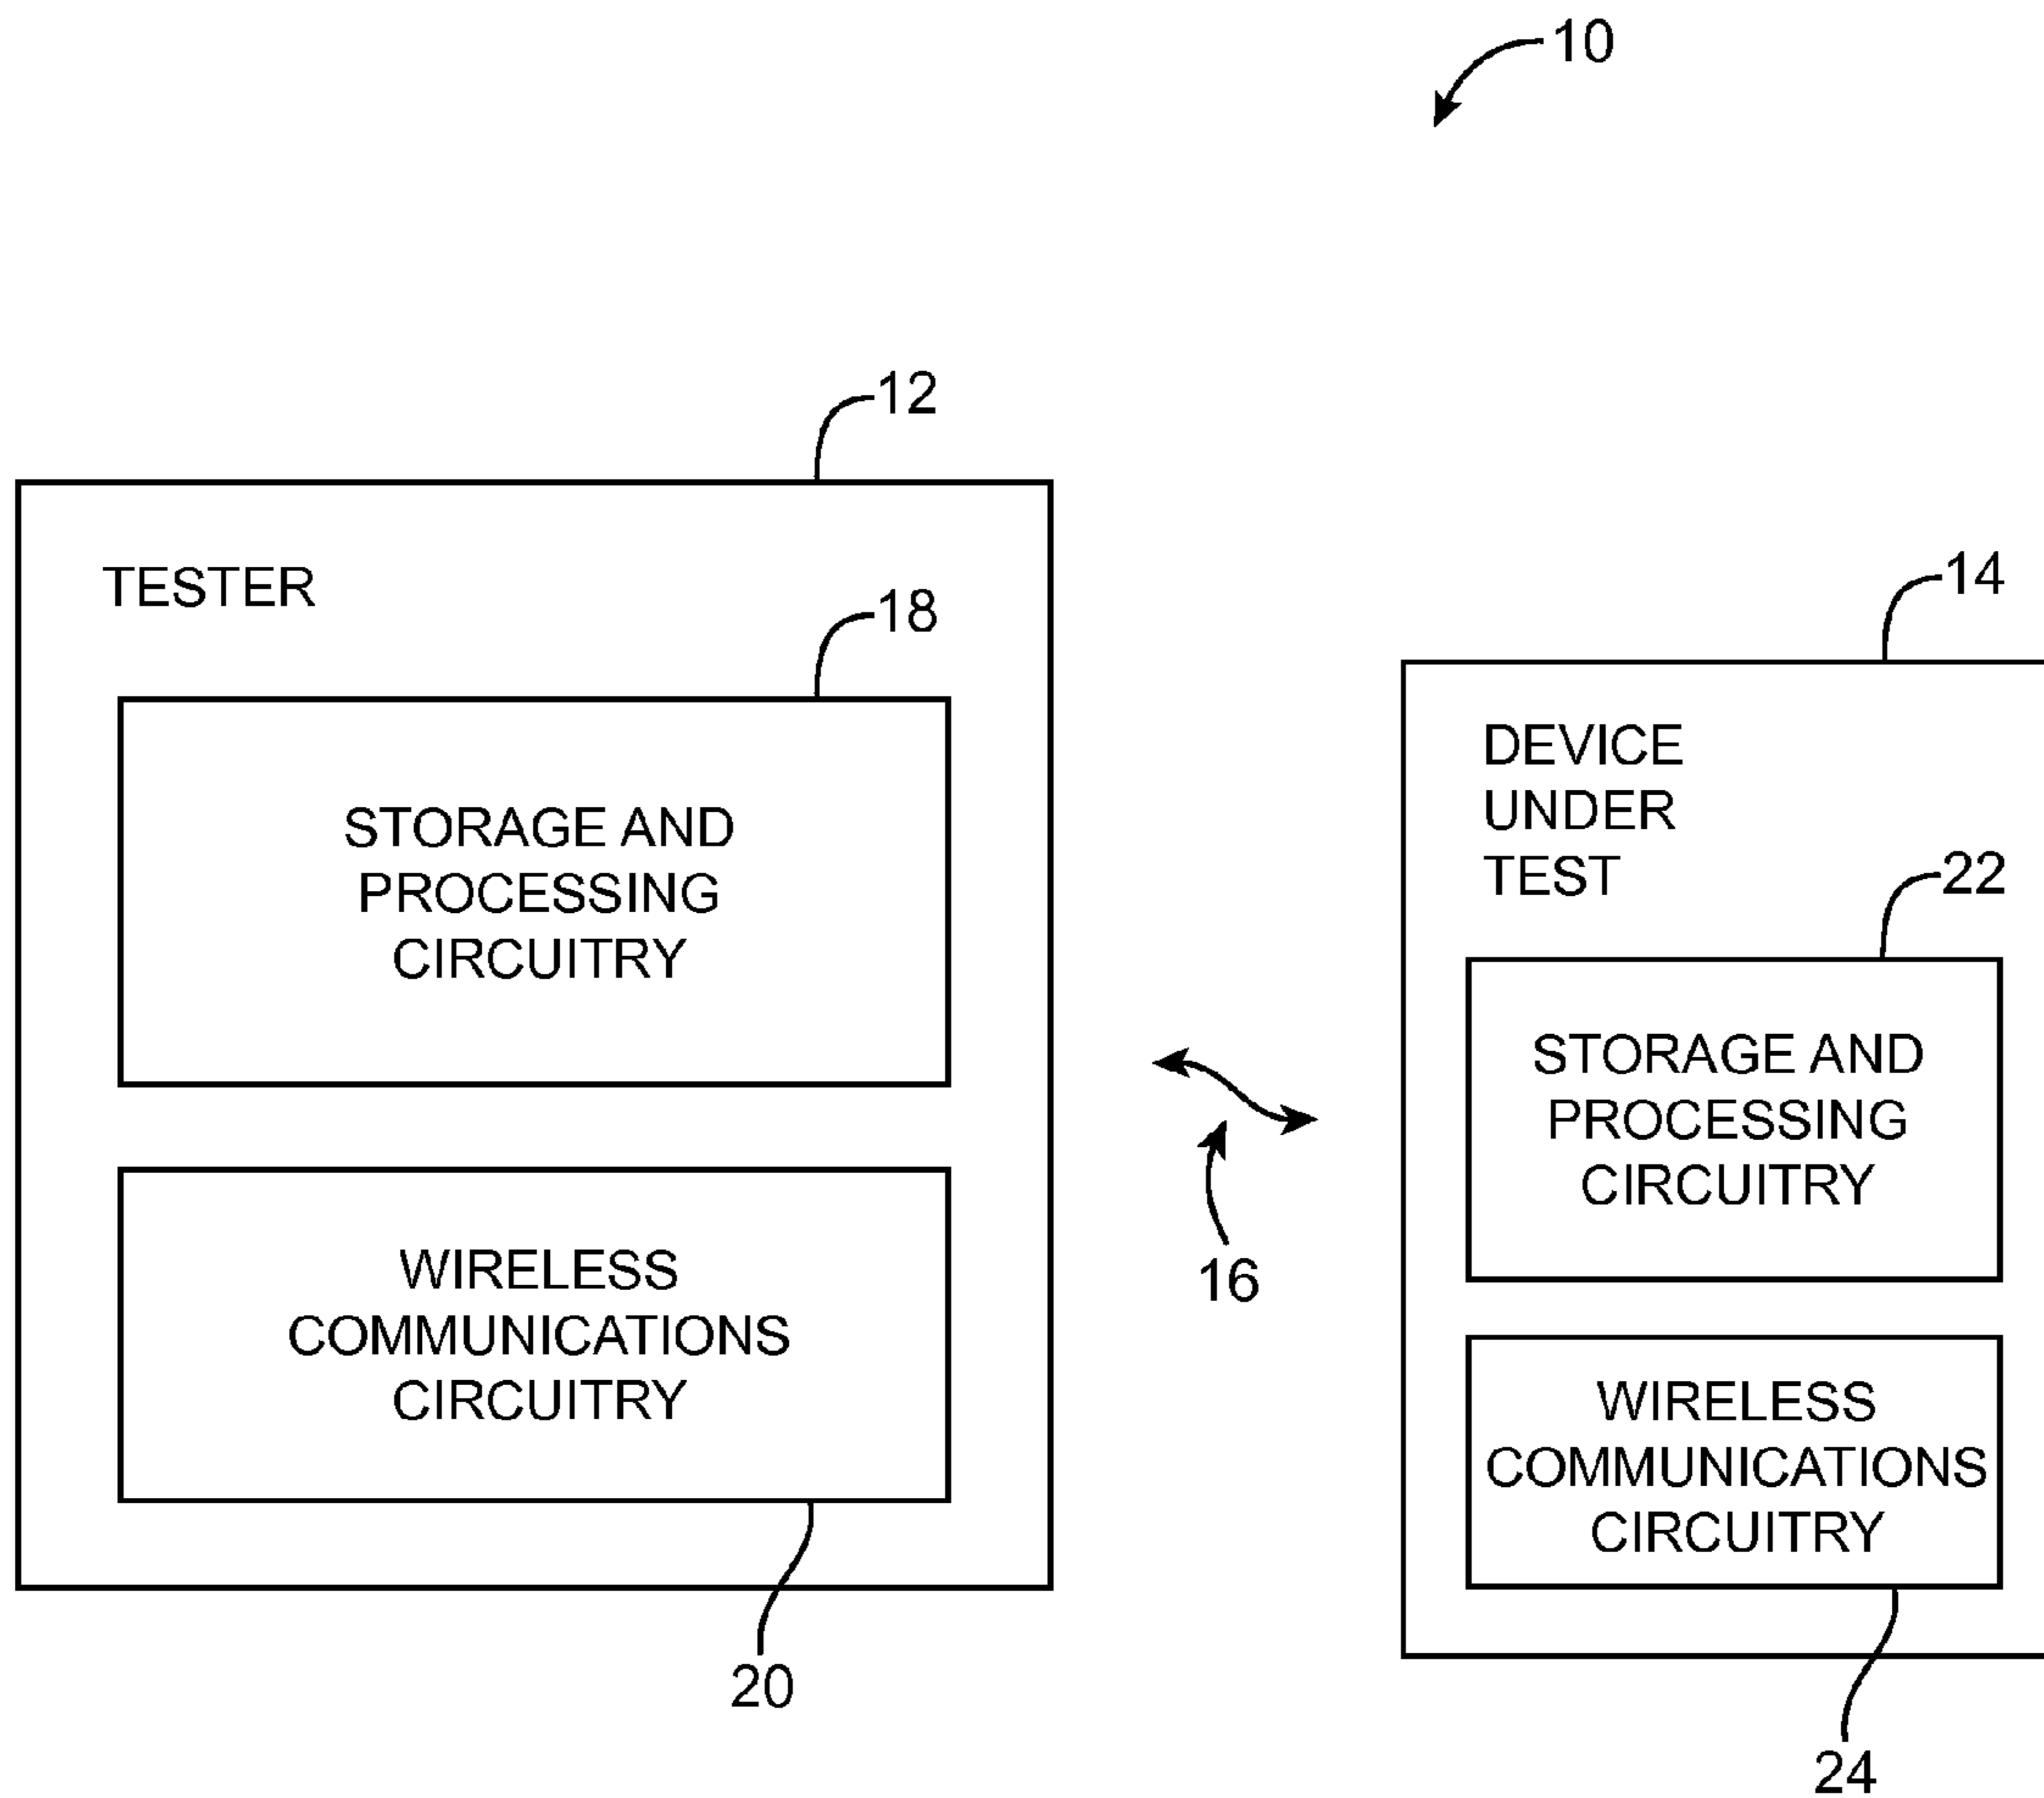 10
12
TESTER
18
STORAGE AND
PROCESSING
CIRCUITRY
WIRELESS
COMMUNICATIONS
CIRCUITRY
20
16
14
DEVICE
UNDER
TEST
22
STORAGE AND
PROCESSING
CIRCUITRY
WIRELESS
COMMUNICATIONS
CIRCUITRY
24